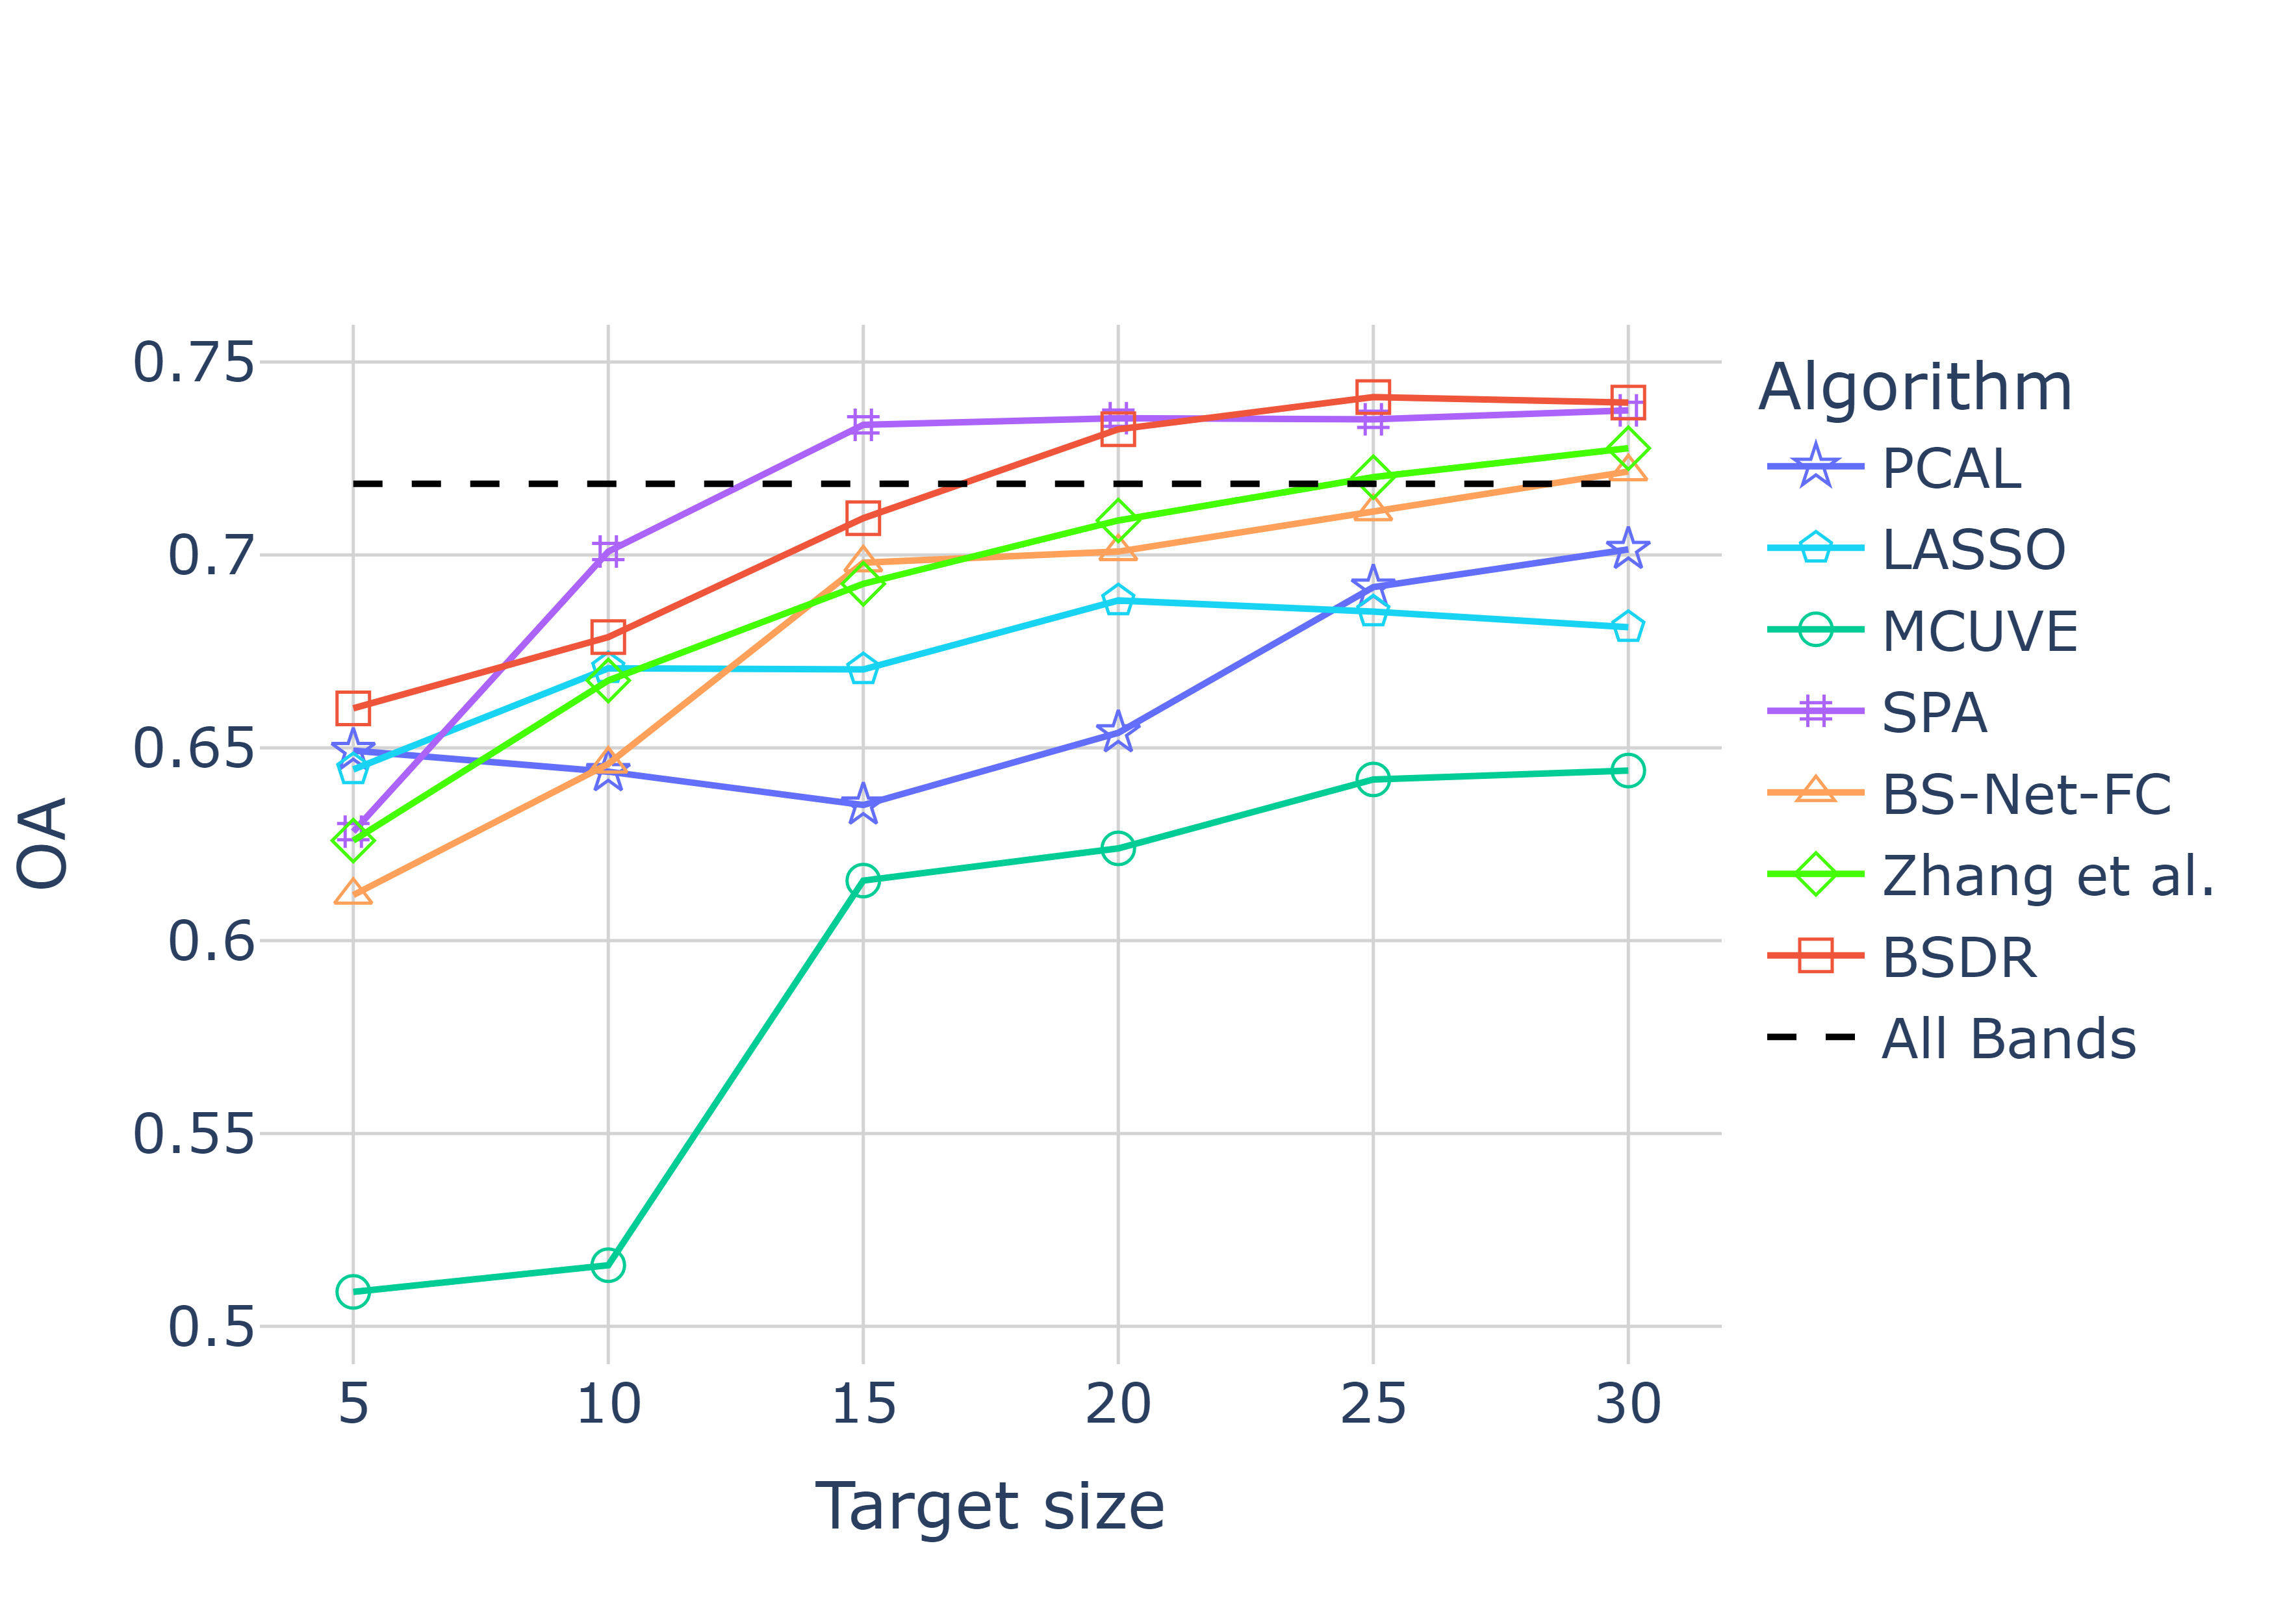 0.75
0.7
0.65
0.6
0.55
0.5
OA
5 10 15 20 25 30
Target size
Algorithm
PCAL
LASSO
MCUVE
SPA
BS-Net-FC
Zhang et al.
BSDR
All Bands